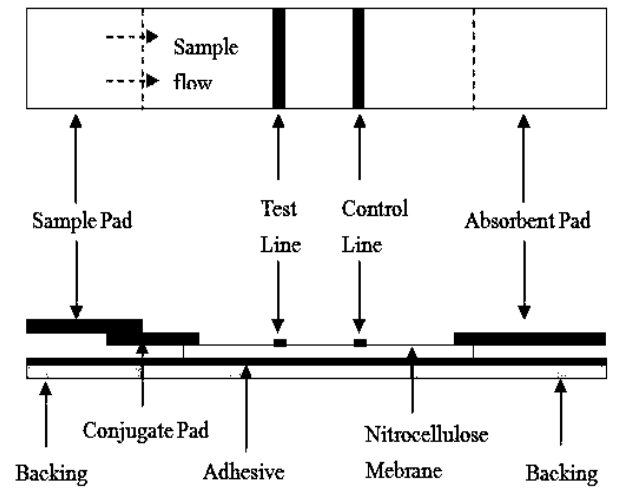 Sample
flow
Sample Pad
Test
Line
Control
Line
Absorbent Pad
Conjugate Pad
Nitrocellulose
Mebrane
Backing
Adhesive
Backing